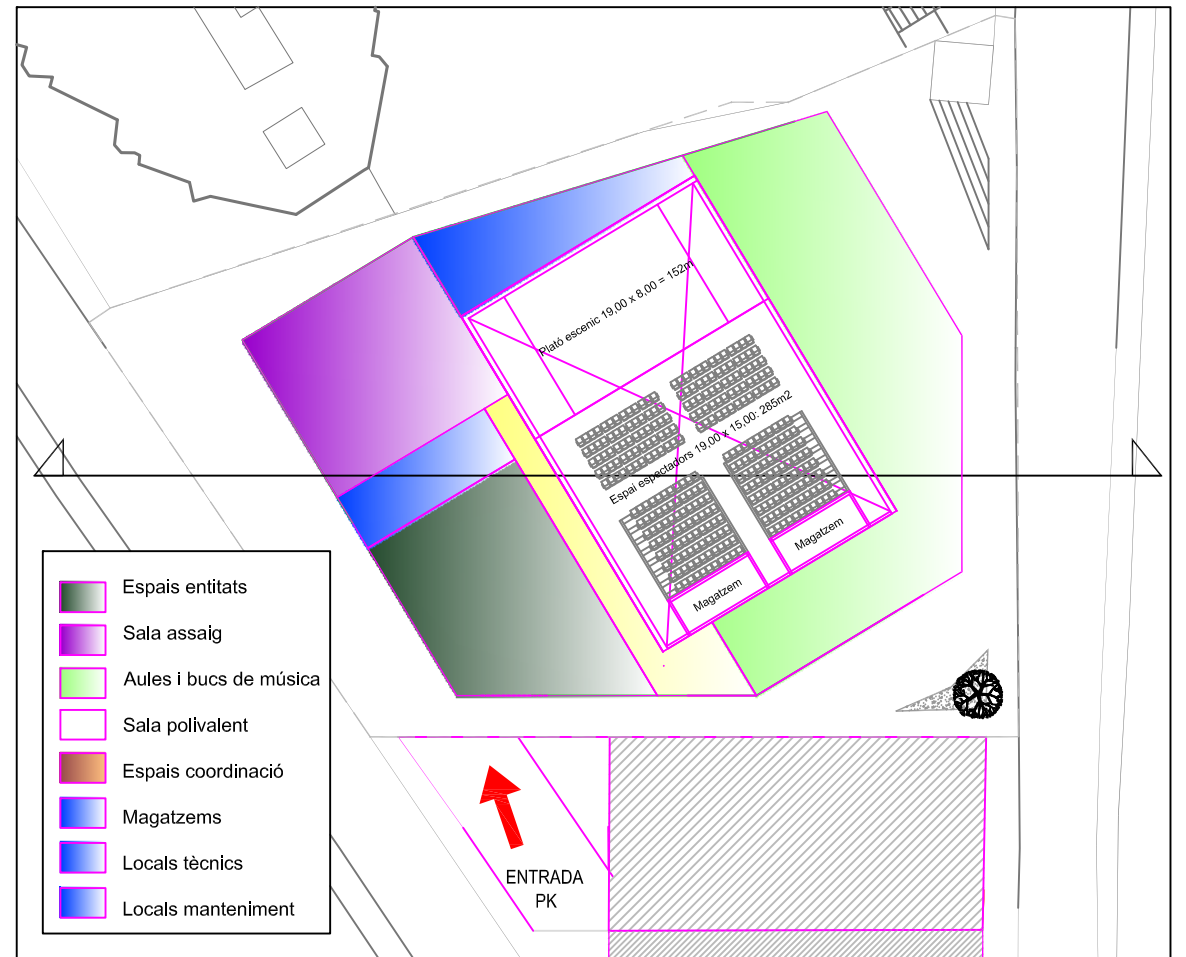 Plató escenic 19,00 x 8,00 = 152m
Espai espectadors 19,00 x 15,00: 285m2
Magatzem
Magatzem
Espais entitats
Sala assaig
Aules i bucs de música
Sala polivalent
Espais coordinació
Magatzems
Locals tècnics
Locals manteniment
ENTRADA
PK